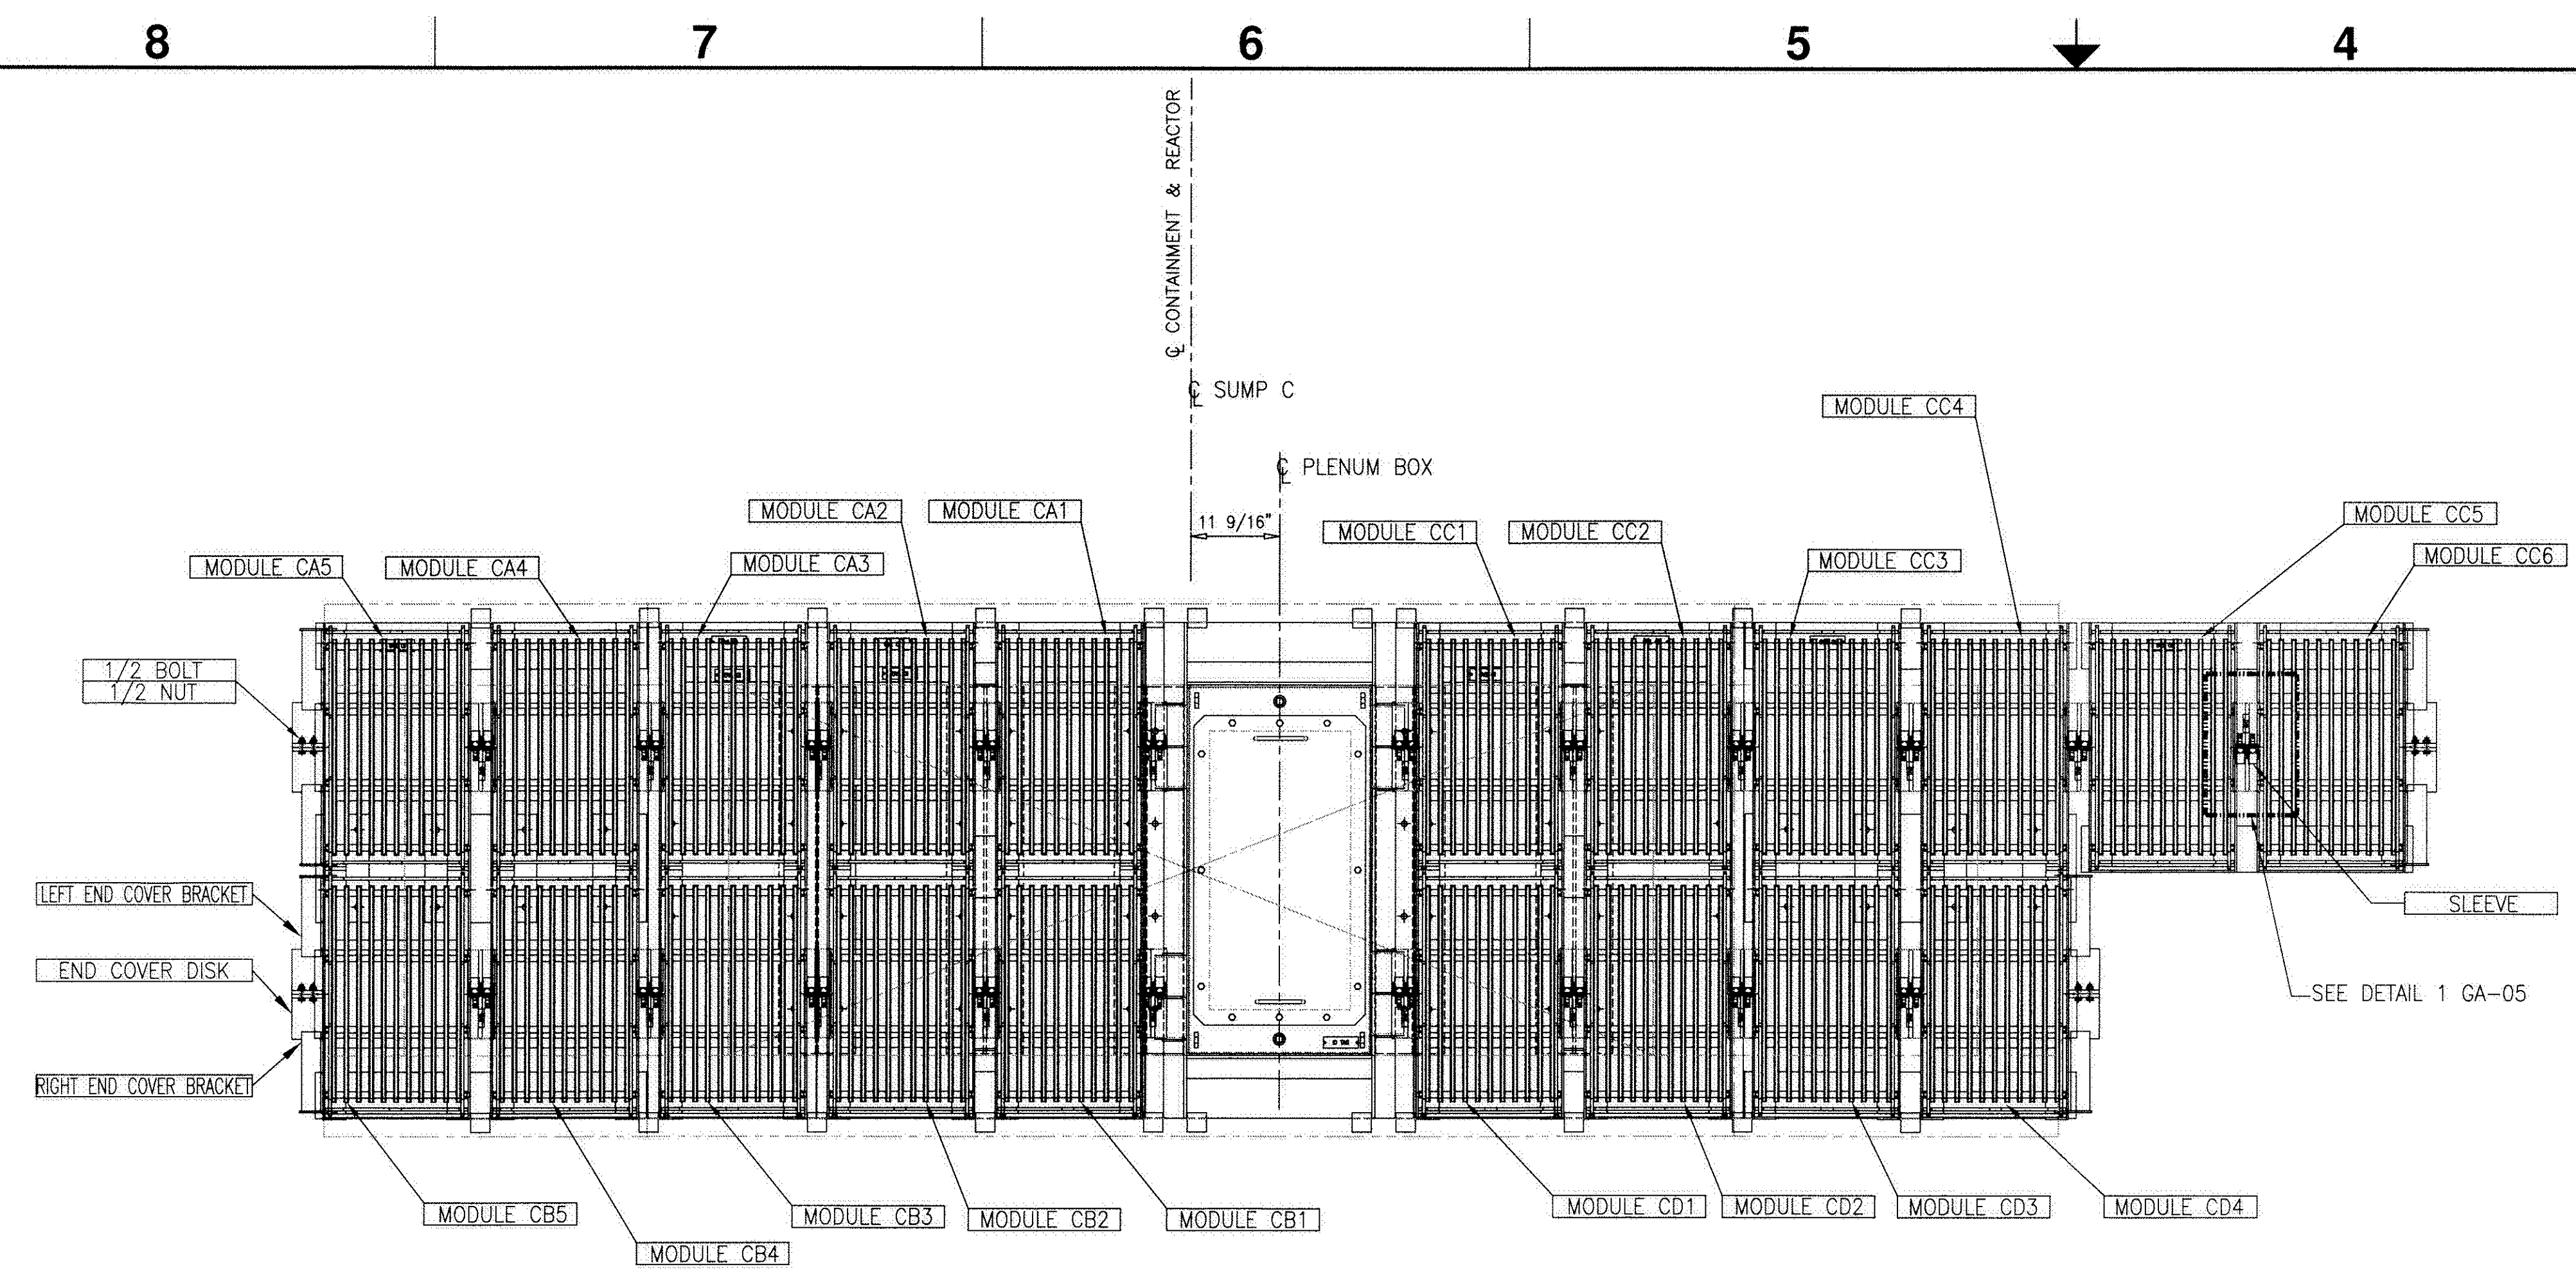 8 7 6 5 4
℄ CONTAINMENT & REACTOR
℄ SUMP C
℄ PLENUM BOX
11 9/16"
MODULE CC4
MODULE CA2
MODULE CA1
MODULE CC1
MODULE CC2
MODULE CC5
MODULE CA5
MODULE CA4
MODULE CA3
MODULE CC3
MODULE CC6
1/2 BOLT
1/2 NUT
LEFT END COVER BRACKET
SLEEVE
END COVER DISK
SEE DETAIL 1 GA-05
RIGHT END COVER BRACKET
MODULE CB5
MODULE CB3
MODULE CB2
MODULE CB1
MODULE CD1
MODULE CD2
MODULE CD3
MODULE CD4
MODULE CB4